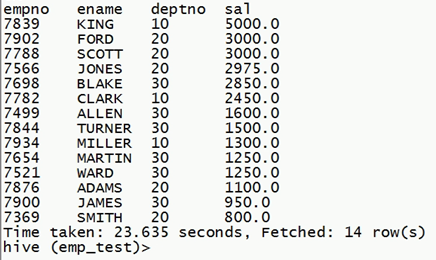 empno ename deptno sal
7839 KING 10 5000.0
7902 FORD 20 3000.0
7788 SCOTT 20 3000.0
7566 JONES 20 2975.0
7698 BLAKE 30 2850.0
7782 CLARK 10 2450.0
7499 ALLEN 30 1600.0
7844 TURNER 30 1500.0
7934 MILLER 10 1300.0
7654 MARTIN 30 1250.0
7521 WARD 30 1250.0
7876 ADAMS 20 1100.0
7900 JAMES 30 950.0
7369 SMITH 20 800.0
Time taken: 23.635 seconds, Fetched: 14 row(s)
hive (emp_test)>